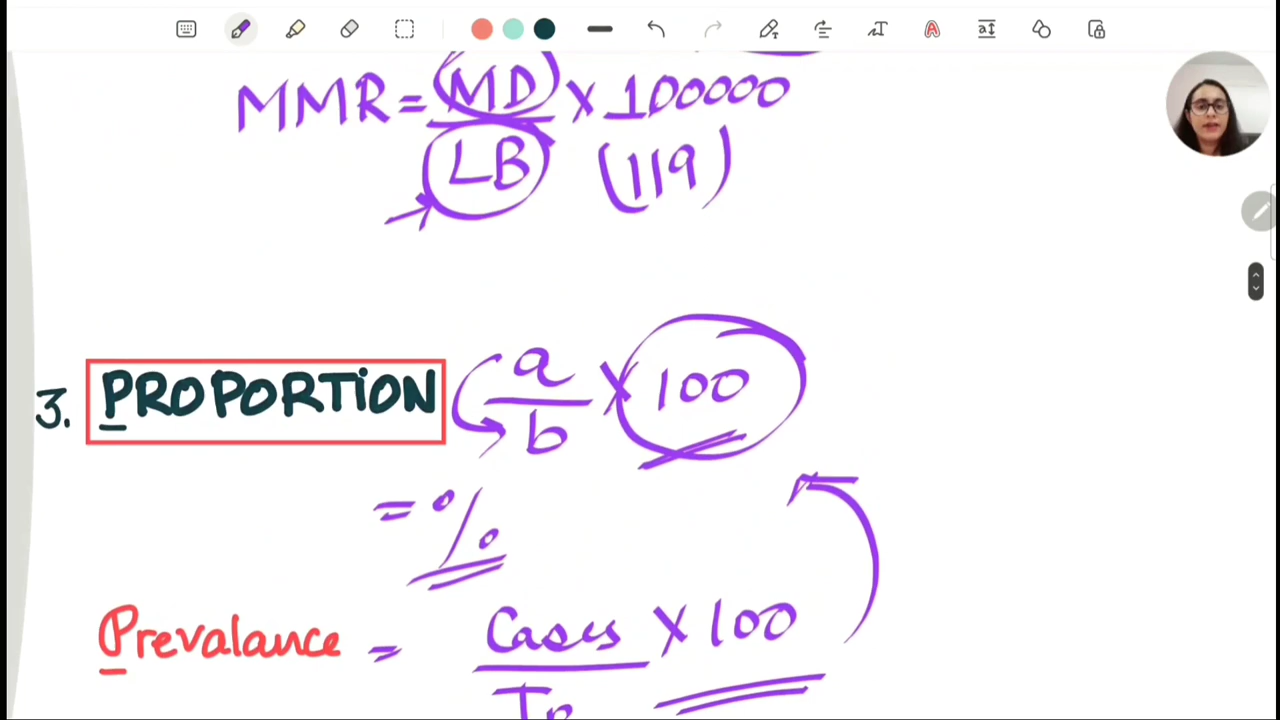 MMR = MD × 100000
LB (119)
3. PROPORTION a × 100
b
= %
Prevalance = Cases × 100